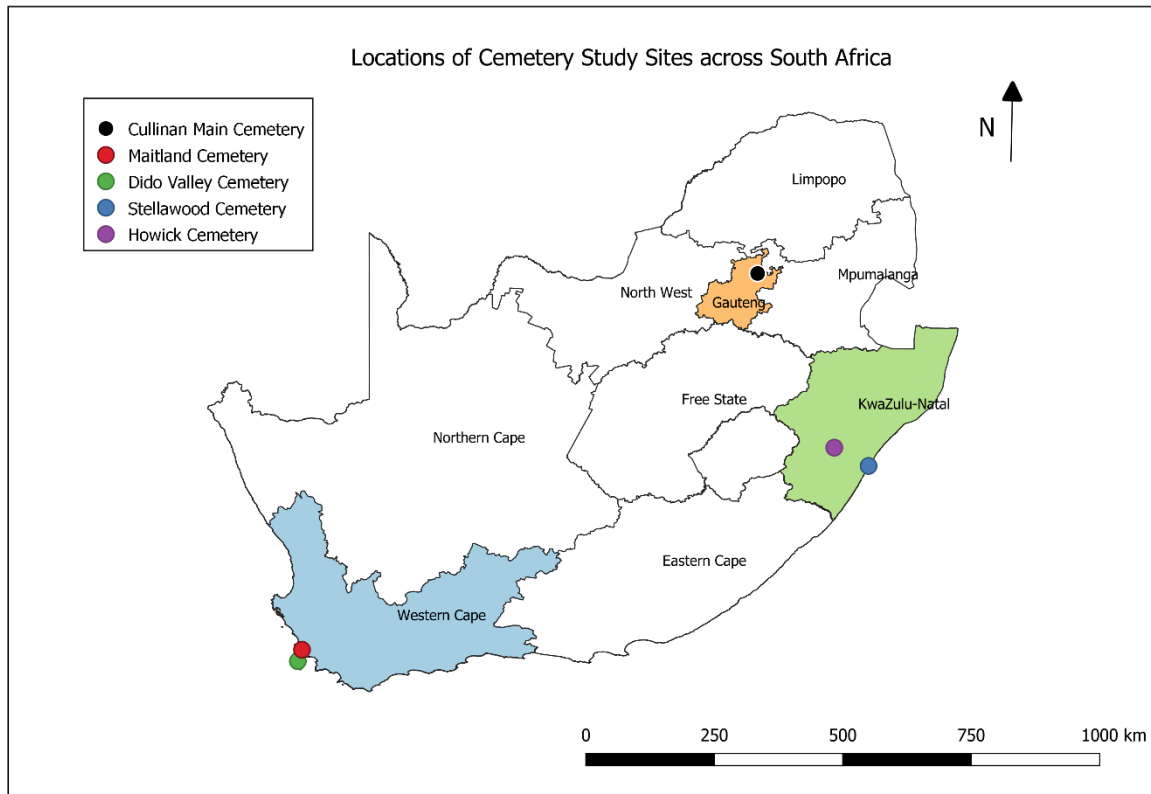 Locations of Cemetery Study Sites across South Africa
N
Cullinan Main Cemetery
Maitland Cemetery
Dido Valley Cemetery
Stellawood Cemetery
Howick Cemetery
Limpopo
Mpumalanga
North West
Gauteng
Free State
KwaZulu-Natal
Northern Cape
Eastern Cape
Western Cape
0 250 500 750 1000 km